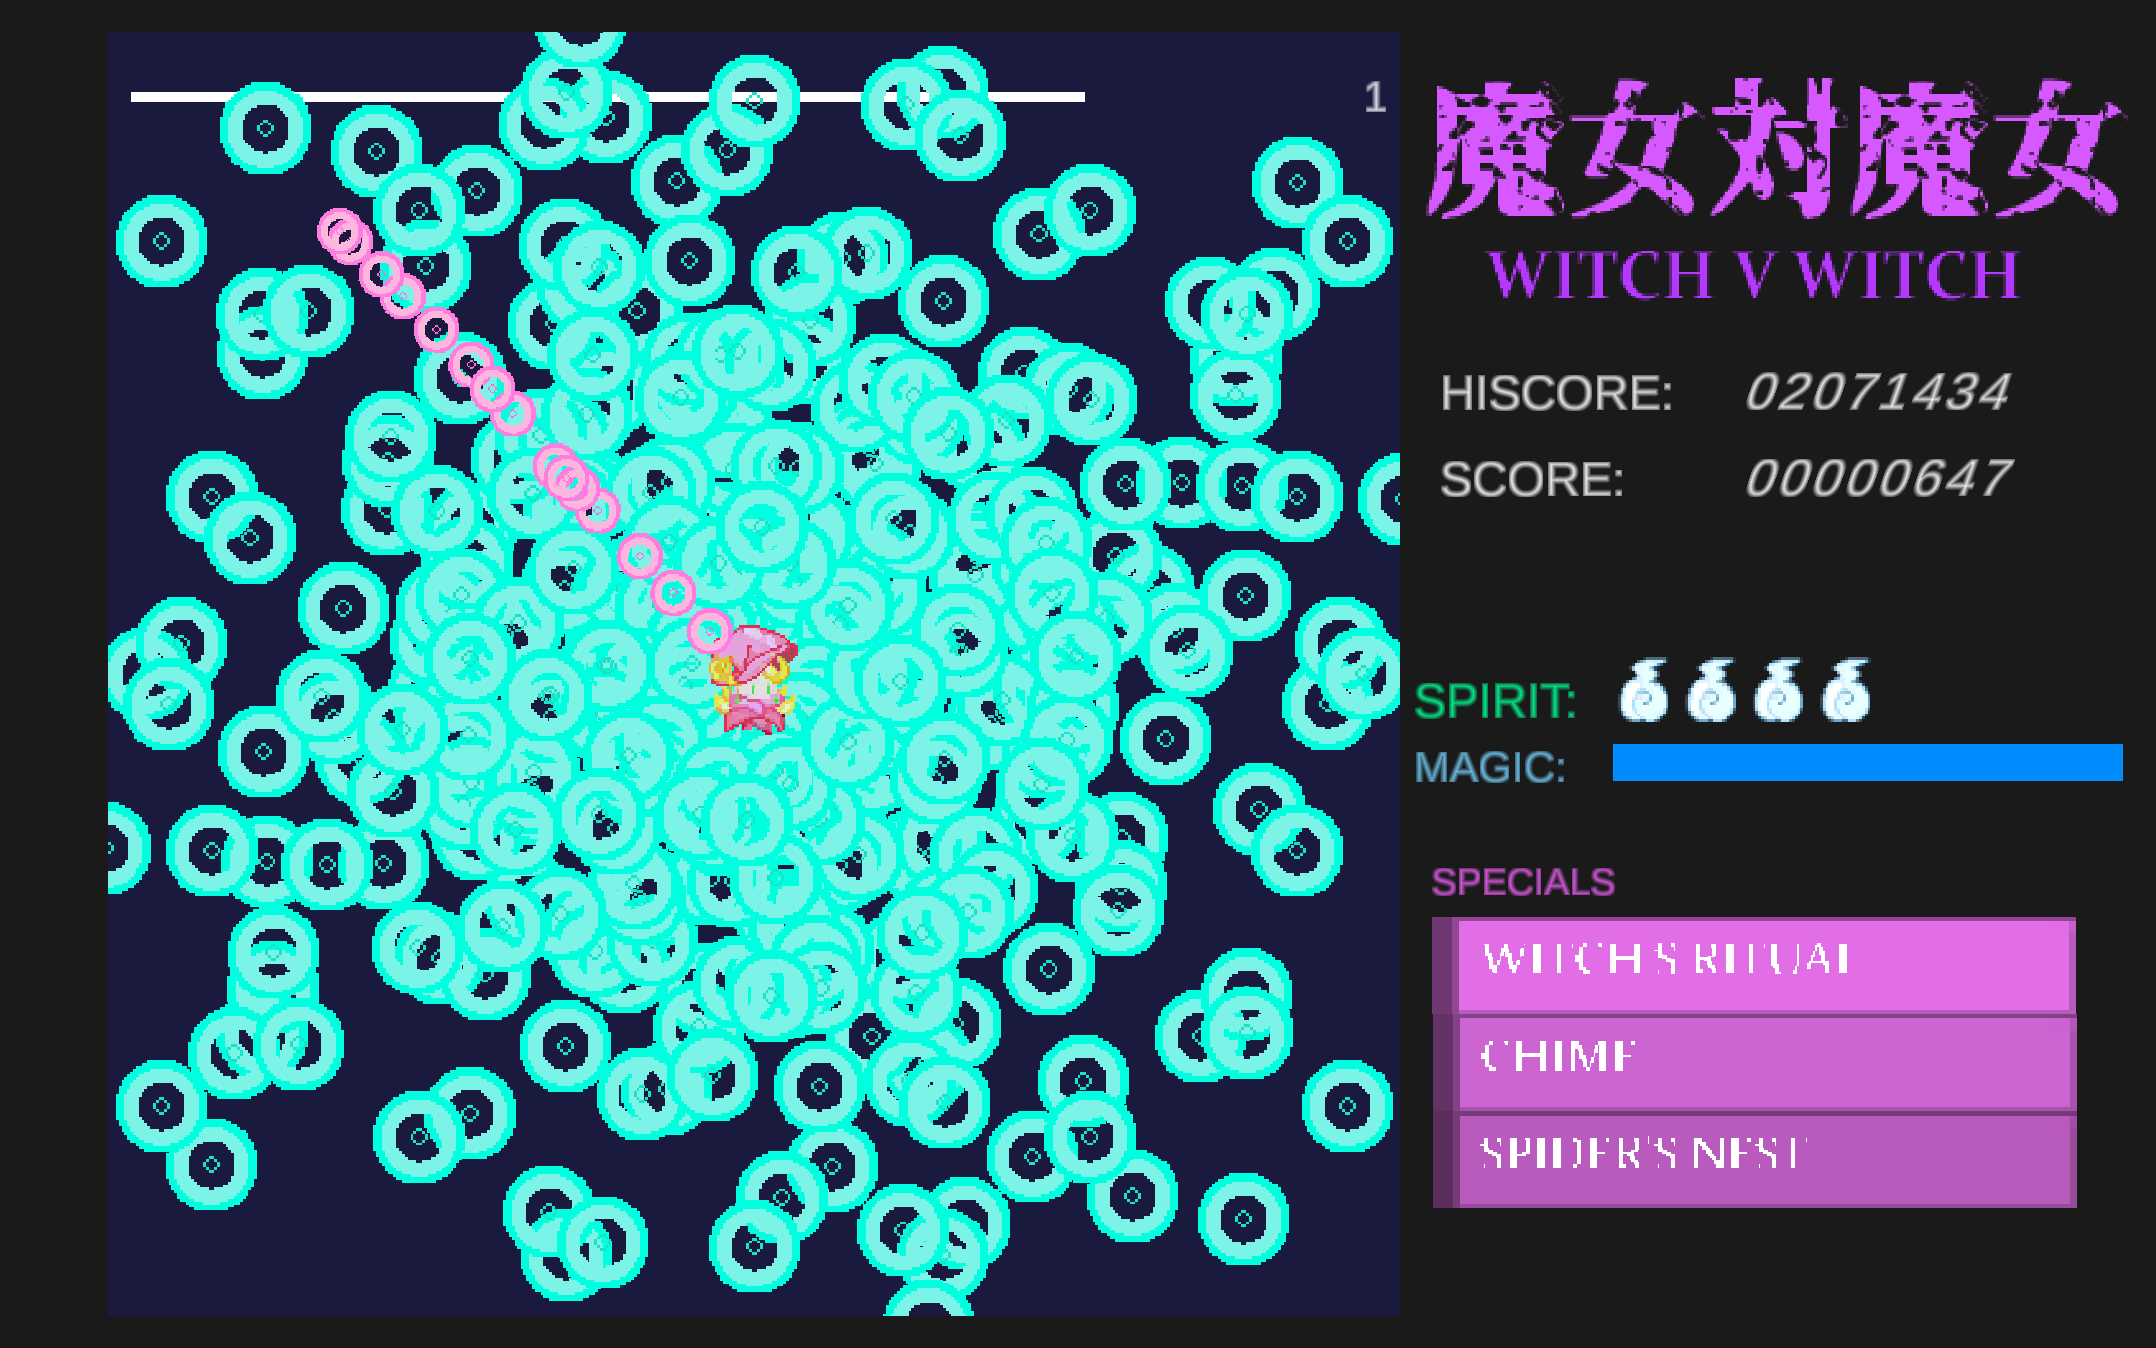 1
魔女対魔女
WITCH V WITCH
HISCORE: 02071434
SCORE: 00000647
SPIRIT:
MAGIC:
SPECIALS
WITCH'S RITUAL
CHIME
SPIDER'S NEST